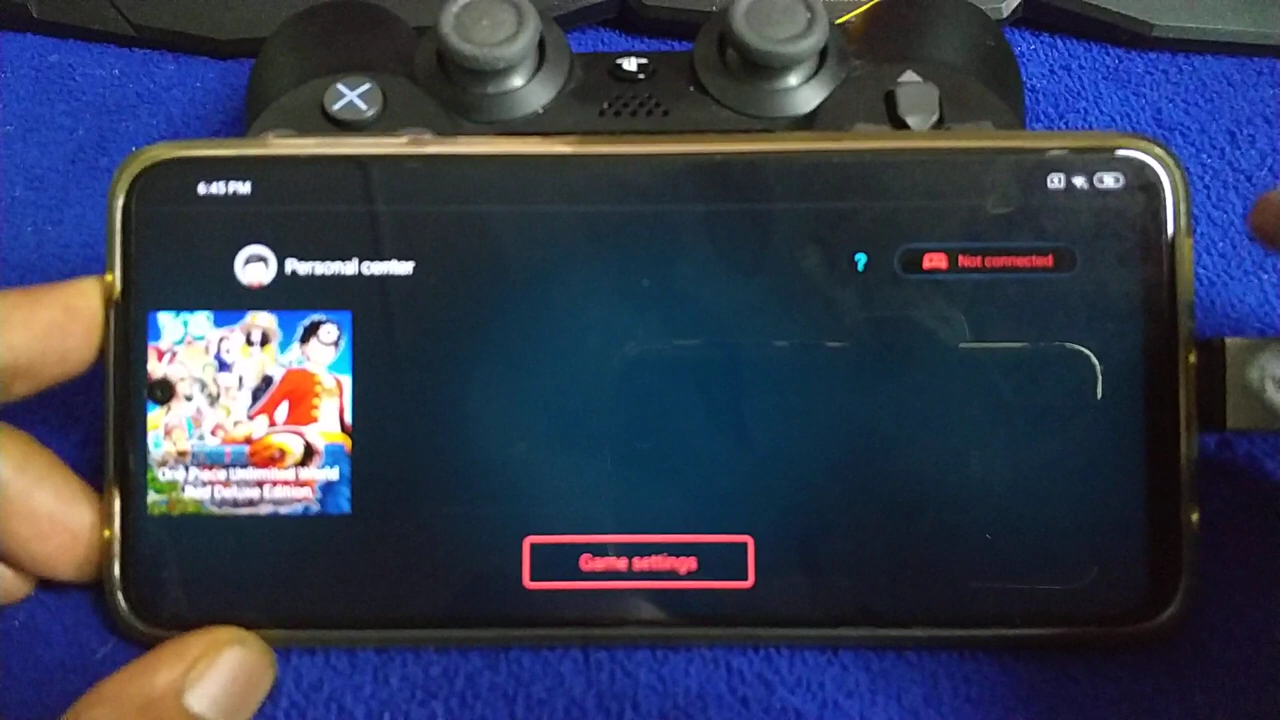 6:45 PM
Personal center
?
Not connected
One Piece Unlimited World
Red Deluxe Edition
Game settings